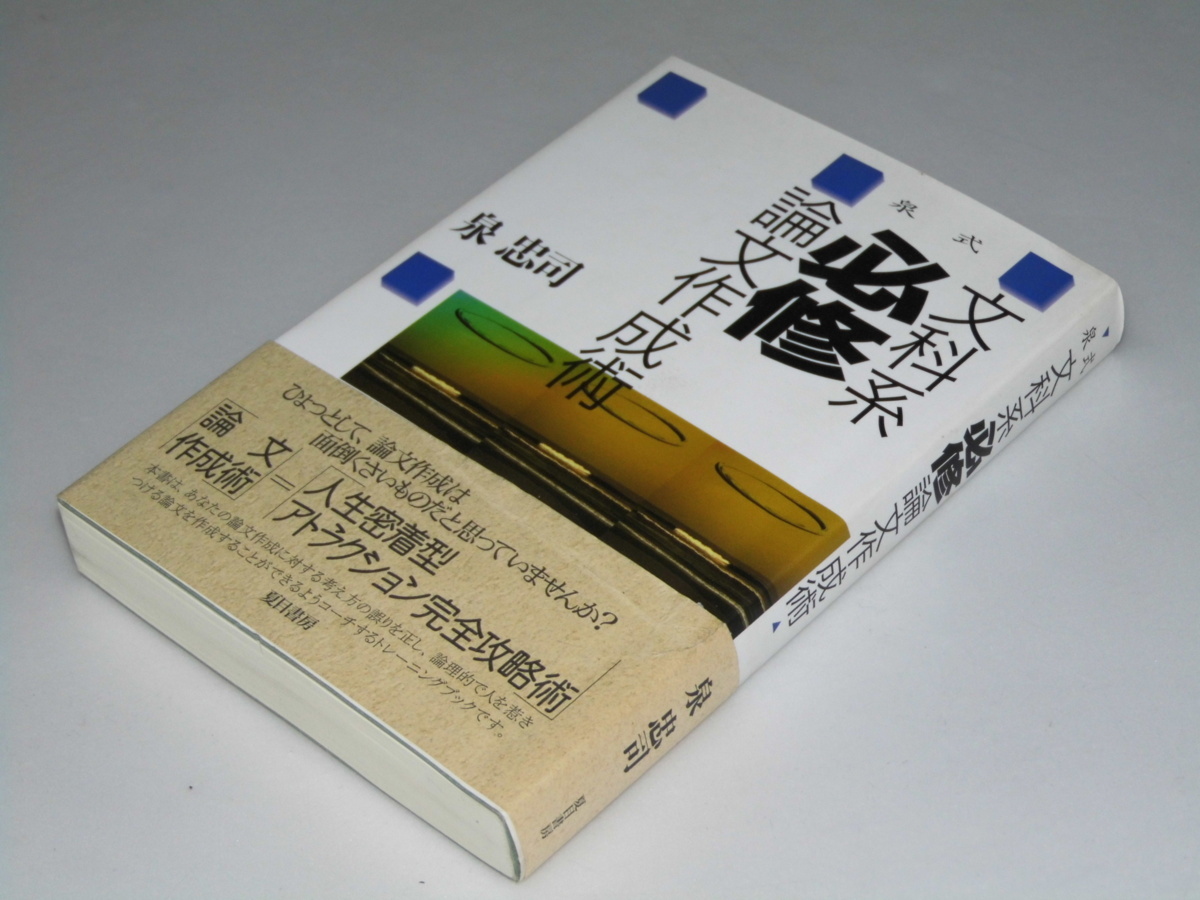 泉式
文科系
必修
論文作成術
泉 忠司
ひょっとして、論文作成は
面倒くさいものだと思っていませんか?
「論文
作成術」
=
「人生密着型
アトラクション完全攻略術」
本書は、あなたの論文作成に対する考え方の誤りを正し、論理的で人を惹き
つける論文を作成することができるようコーチするトレーニングブックです。
夏目書房
泉式 文科系 必修 論文作成術
泉 忠司
夏目書房